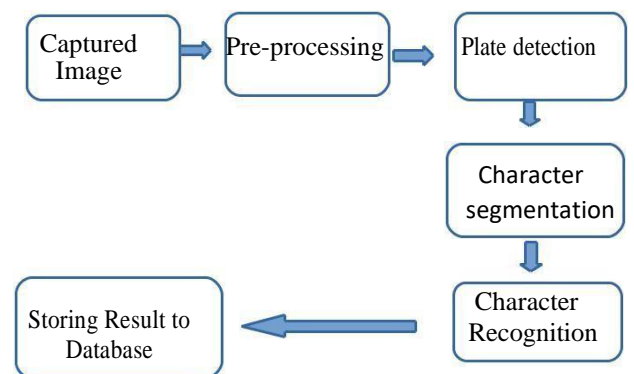 Captured
Image
Pre-processing
Plate detection
Character
segmentation
Character
Recognition
Storing Result to
Database